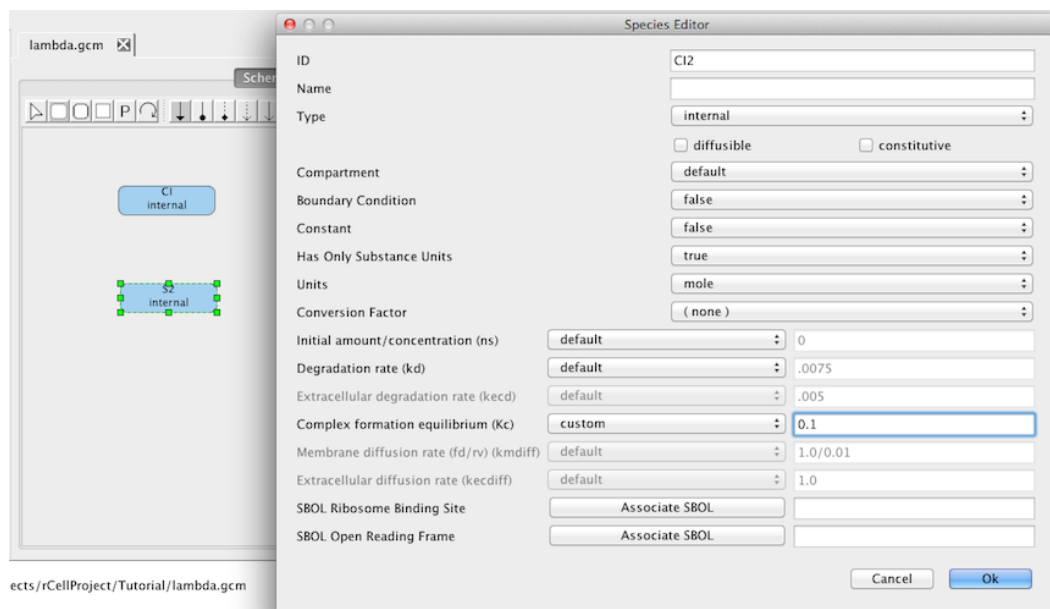 lambda.gcm
Schem
P
CI
internal
S2
internal
ects/rCellProject/Tutorial/lambda.gcm
Species Editor
ID CI2
Name
Type internal
diffusible constitutive
Compartment default
Boundary Condition false
Constant false
Has Only Substance Units true
Units mole
Conversion Factor ( none )
Initial amount/concentration (ns) default 0
Degradation rate (kd) default .0075
Extracellular degradation rate (kecd) default .005
Complex formation equilibrium (Kc) custom 0.1
Membrane diffusion rate (fd/rv) (kmdiff) default 1.0/0.01
Extracellular diffusion rate (kecdiff) default 1.0
SBOL Ribosome Binding Site Associate SBOL
SBOL Open Reading Frame Associate SBOL
Cancel Ok